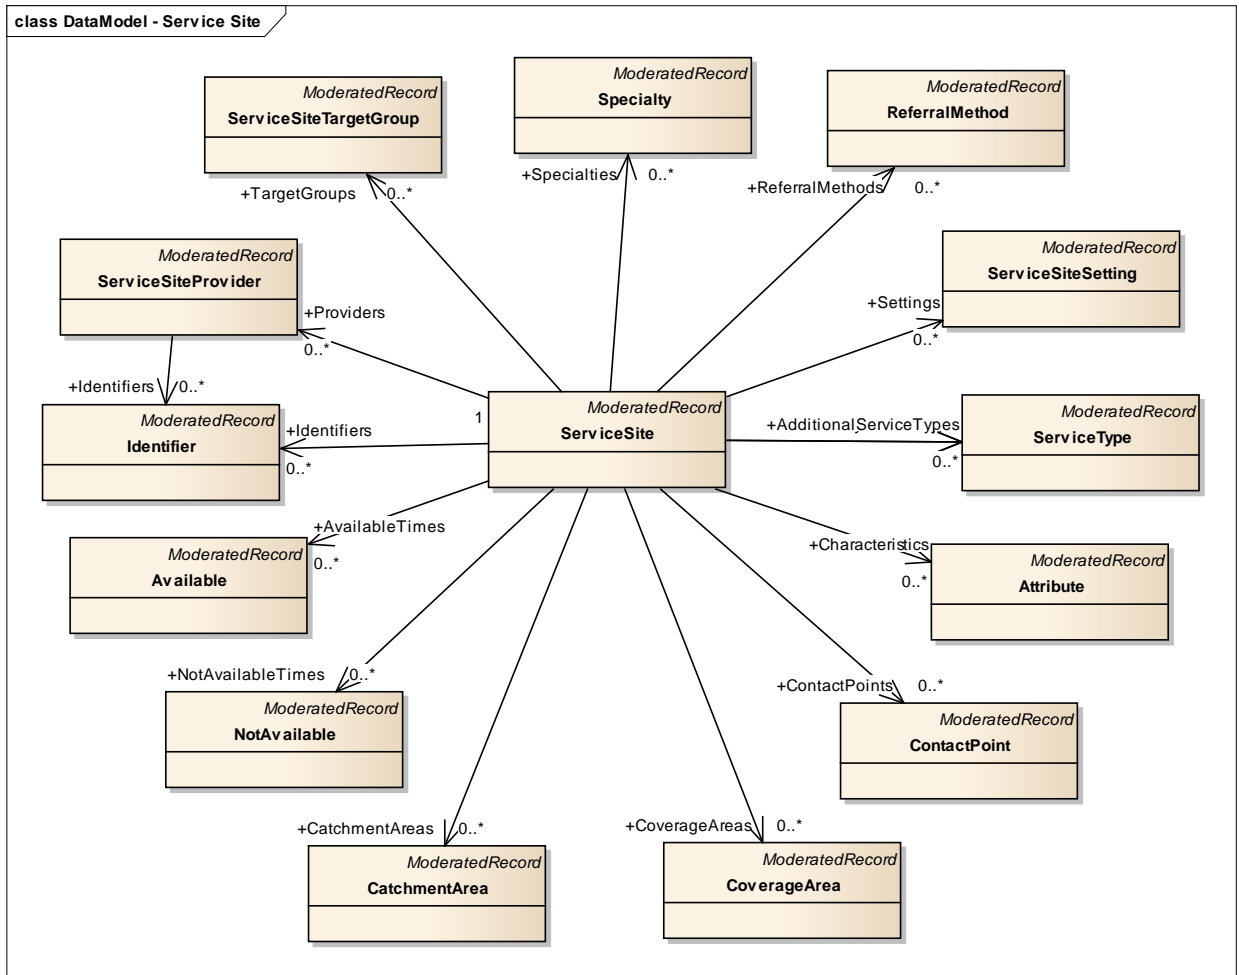 class DataModel - Service Site
ModeratedRecord
Specialty
ModeratedRecord
ReferralMethod
ModeratedRecord
ServiceSiteTargetGroup
+Specialties
0..*
+ReferralMethods
0..*
+TargetGroups
0..*
ModeratedRecord
ServiceSiteProvider
ModeratedRecord
ServiceSiteSetting
+Providers
0..*
+Settings
0..*
+Identifiers
0..*
ModeratedRecord
Identifier
+Identifiers
0..*
1
ModeratedRecord
ServiceSite
+AdditionalServiceTypes
0..*
ModeratedRecord
ServiceType
+AvailableTimes
0..*
ModeratedRecord
Available
+Characteristics
0..*
ModeratedRecord
Attribute
+NotAvailableTimes
0..*
ModeratedRecord
NotAvailable
+ContactPoints
0..*
ModeratedRecord
ContactPoint
+CatchmentAreas
0..*
ModeratedRecord
CatchmentArea
+CoverageAreas
0..*
ModeratedRecord
CoverageArea